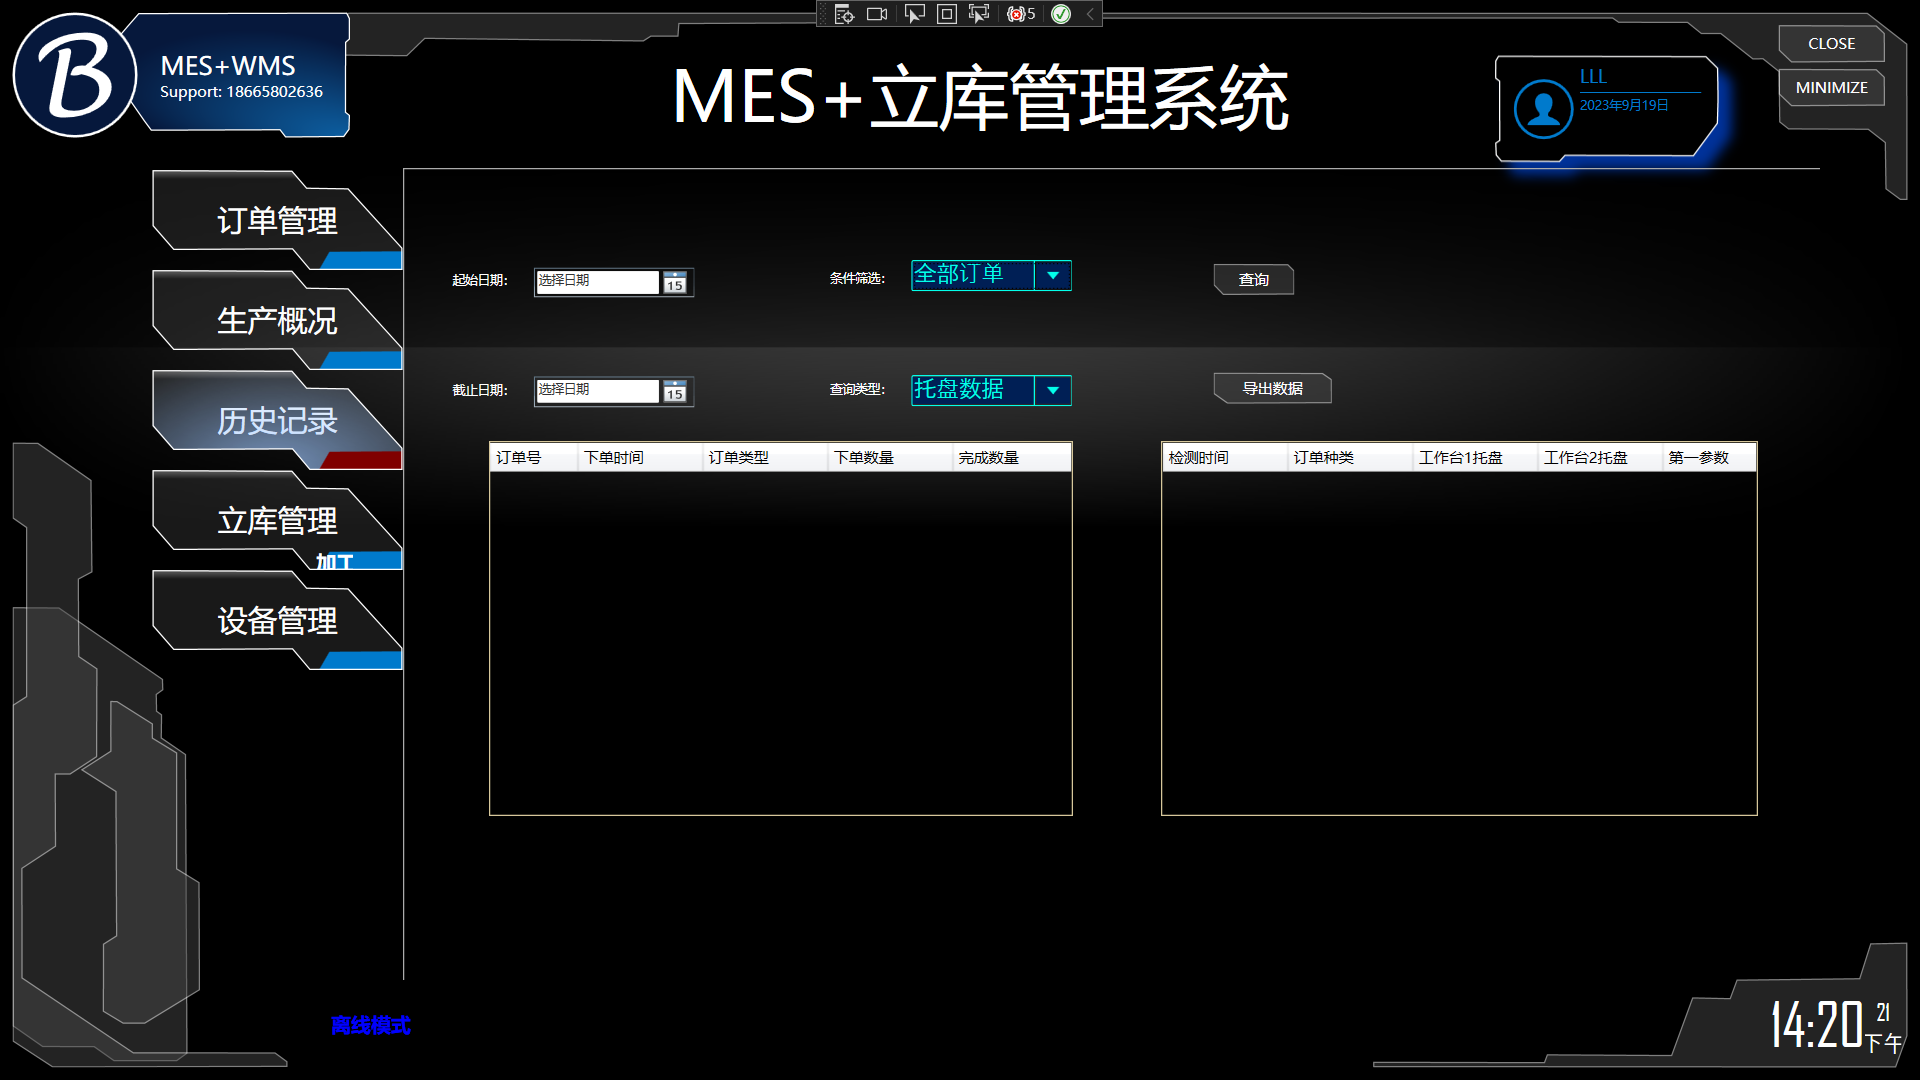 5
CLOSE
MINIMIZE
B
MES+WMS
Support: 18665802636
MES+立库管理系统
LLL
2023年9月19日
订单管理
生产概况
历史记录
立库管理
加工
设备管理
起始日期: 选择日期 15 条件筛选: 全部订单 查询
截止日期: 选择日期 15 查询类型: 托盘数据 导出数据
订单号 下单时间 订单类型 下单数量 完成数量
检测时间 订单种类 工作台1托盘 工作台2托盘 第一参数
离线模式
14:20 21
下午